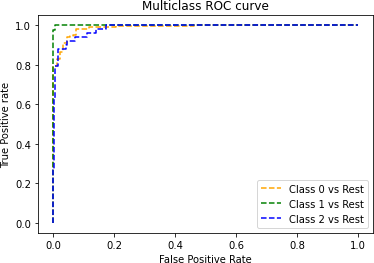 Multiclass ROC curve
1.0
0.8
0.6
0.4
0.2
0.0
True Positive rate
Class 0 vs Rest
Class 1 vs Rest
Class 2 vs Rest
0.0 0.2 0.4 0.6 0.8 1.0
False Positive Rate